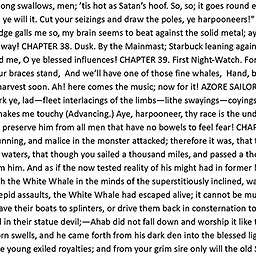 ong swallows, men; ’tis hot as Satan’s hoof. So, so; it goes round e
ye will it. Cut your seizings and draw the poles, ye harpooneers!”
dge galls me so, my brain seems to beat against the solid metal; ay
way! CHAPTER 38. Dusk. By the Mainmast; Starbuck leaning again
d me, O ye blessed influences! CHAPTER 39. First Night-Watch. For
ur braces stand, And we’ll have one of those fine whales, Hand, b
harvest soon. Ah! here comes the music; now for it! AZORE SAILOR
rk ye, lad—fleet interlacings of the limbs—lithe swayings—coyings
makes me touchy (Advancing.) Aye, harpooneer, thy race is the und
preserve him from all men that have no bowels to feel fear! CHAP
unning, and malice in the monster attacked; therefore it was, that t
waters, that though you sailed a thousand miles, and passed a tho
m him. And as if the now tested reality of his might had in former l
h the White Whale in the minds of the superstitiously inclined, wa
epid assaults, the White Whale had escaped alive; it cannot be mu
ave their boats to splinters, or drive them back in consternation to
d in their statue devil;—Ahab did not fall down and worship it like t
orn swells, and he came forth from his dark den into the blessed lig
e young exiled royalties; and from your grim sire only will the old S